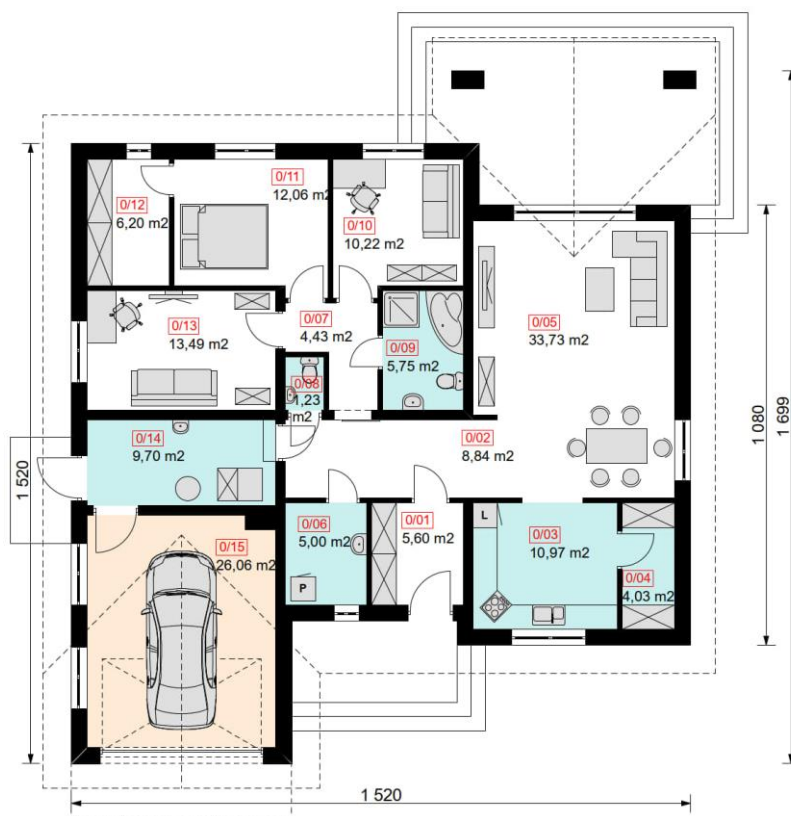 0/11
12,06 m2
0/12
6,20 m2
0/10
10,22 m2
0/13
13,49 m2
0/07
4,43 m2
0/09
5,75 m2
0/05
33,73 m2
0/08
1,23
m2
0/14
9,70 m2
0/02
8,84 m2
1 520
1 080
1 699
0/06
5,00 m2
0/01
5,60 m2
L
0/03
10,97 m2
0/04
4,03 m2
0/15
26,06 m2
P
1 520